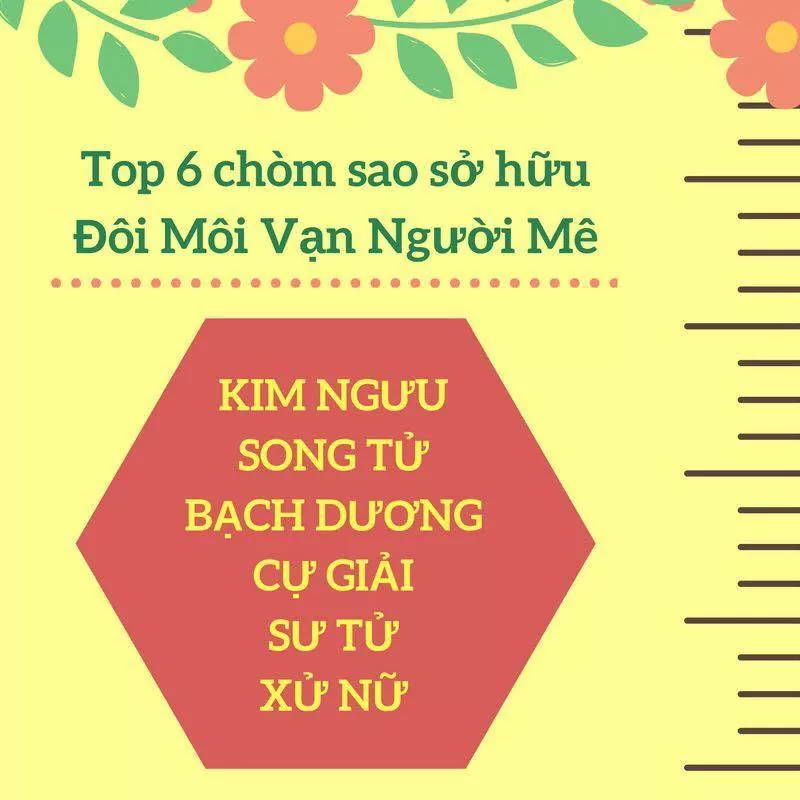 Top 6 chòm sao sở hữu
Đôi Môi Vạn Người Mê
KIM NGƯU
SONG TỬ
BẠCH DƯƠNG
CỰ GIẢI
SƯ TỬ
XỬ NỮ